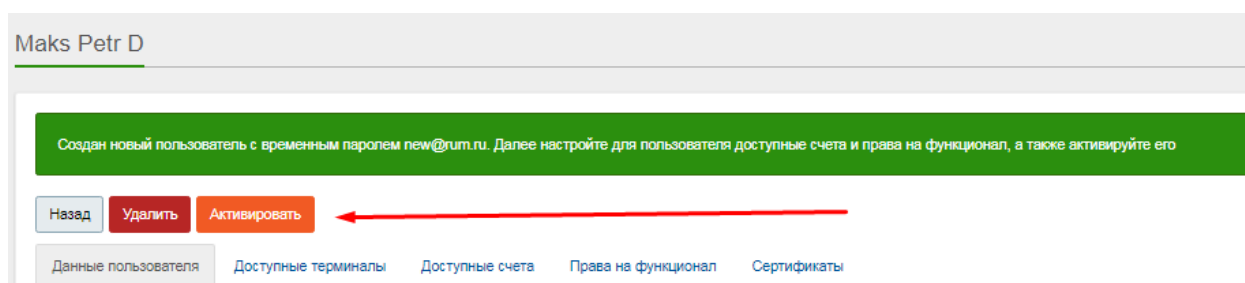 Maks Petr D
Создан новый пользователь с временным паролем new@rum.ru. Далее настройте для пользователя доступные счета и права на функционал, а также активируйте его
Назад Удалить Активировать
Данные пользователя Доступные терминалы Доступные счета Права на функционал Сертификаты